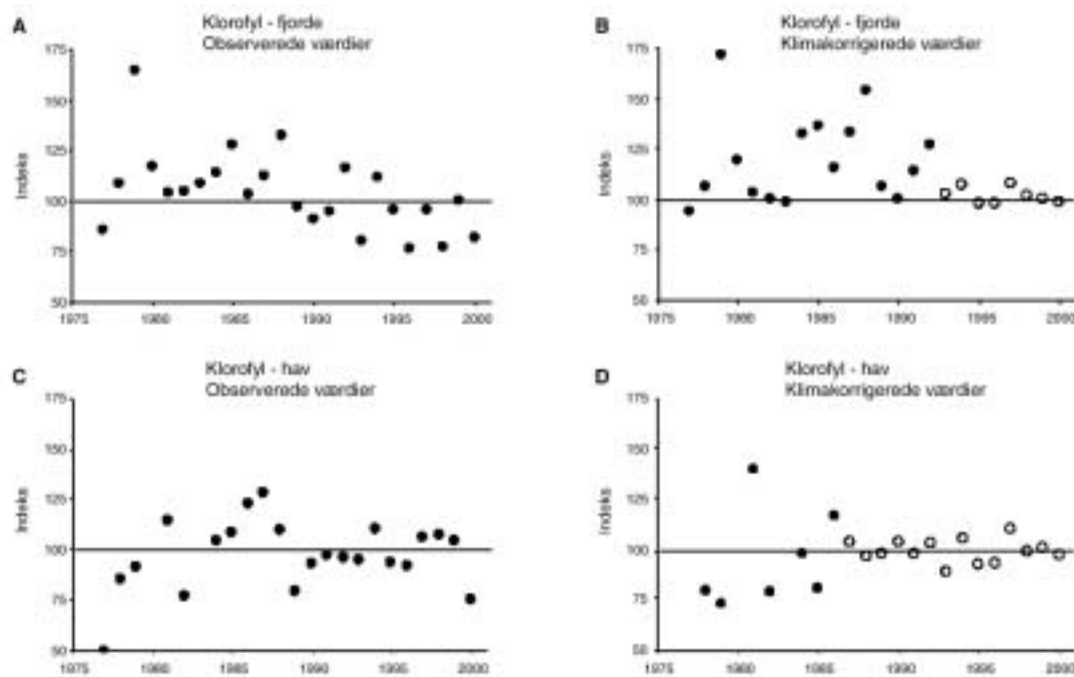 A
Klorofyl - fjorde
Observerede værdier
Indeks
175
150
125
100
75
50
1975 1980 1985 1990 1995 2000
B
Klorofyl - fjorde
Klimakorrigerede værdier
Indeks
175
150
125
100
75
50
1975 1980 1985 1990 1995 2000
C
Klorofyl - hav
Observerede værdier
Indeks
175
150
125
100
75
50
1975 1980 1985 1990 1995 2000
D
Klorofyl - hav
Klimakorrigerede værdier
Indeks
175
150
125
100
75
50
1975 1980 1985 1990 1995 2000